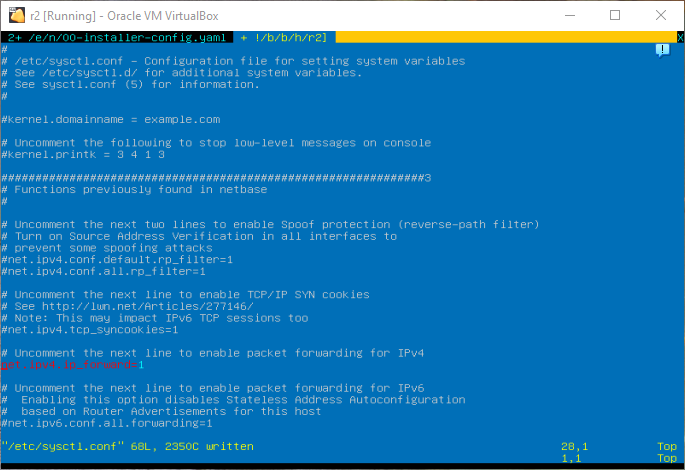 r2 [Running] - Oracle VM VirtualBox
2+ /e/n/00-installer-config.yaml + !/b/b/h/r2] X
#
# /etc/sysctl.conf - Configuration file for setting system variables
# See /etc/sysctl.d/ for additional system variables.
# See sysctl.conf (5) for information.
#
#kernel.domainname = example.com
# Uncomment the following to stop low-level messages on console
#kernel.printk = 3 4 1 3
##############################################################3
# Functions previously found in netbase
#
# Uncomment the next two lines to enable Spoof protection (reverse-path filter)
# Turn on Source Address Verification in all interfaces to
# prevent some spoofing attacks
#net.ipv4.conf.default.rp_filter=1
#net.ipv4.conf.all.rp_filter=1
# Uncomment the next line to enable TCP/IP SYN cookies
# See http://lwn.net/Articles/277146/
# Note: This may impact IPv6 TCP sessions too
#net.ipv4.tcp_syncookies=1
# Uncomment the next line to enable packet forwarding for IPv4
net.ipv4.ip_forward=1
# Uncomment the next line to enable packet forwarding for IPv6
#  Enabling this option disables Stateless Address Autoconfiguration
#  based on Router Advertisements for this host
#net.ipv6.conf.all.forwarding=1
"/etc/sysctl.conf" 68L, 2350C written 28,1 Top
1,1 Top